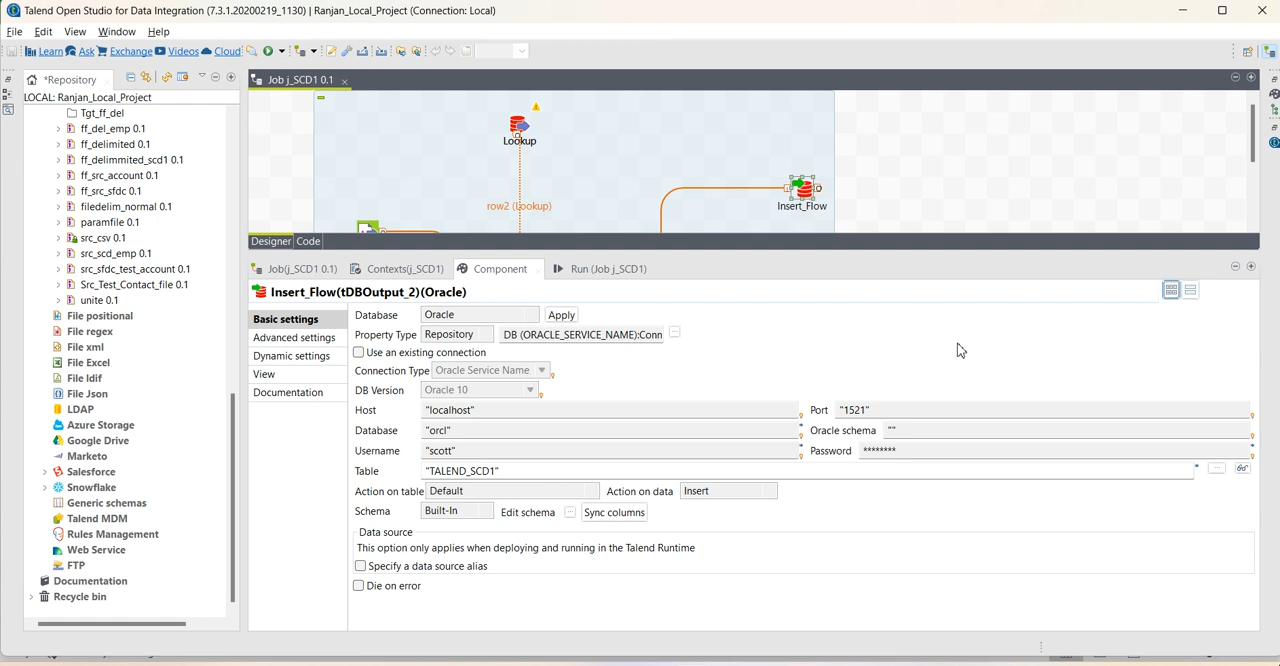 Talend Open Studio for Data Integration (7.3.1.20200219_1130) | Ranjan_Local_Project (Connection: Local)
File Edit View Window Help
Learn Ask Exchange Videos Cloud
*Repository
LOCAL: Ranjan_Local_Project
Tgt_ff_del
ff_del_emp 0.1
ff_delimited 0.1
ff_delimmited_scd1 0.1
ff_src_account 0.1
ff_src_sfdc 0.1
filedelim_normal 0.1
paramfile 0.1
src_csv 0.1
src_scd_emp 0.1
src_sfdc_test_account 0.1
Src_Test_Contact_file 0.1
unite 0.1
File positional
File regex
File xml
File Excel
File ldif
File Json
LDAP
Azure Storage
Google Drive
Marketo
Salesforce
Snowflake
Generic schemas
Talend MDM
Rules Management
Web Service
FTP
Documentation
Recycle bin
Job j_SCD1 0.1
Lookup
row2 (Lookup)
Insert_Flow
Designer Code
Job(j_SCD1 0.1) Contexts(j_SCD1) Component Run (Job j_SCD1)
Insert_Flow(tDBOutput_2)(Oracle)
Basic settings
Advanced settings
Dynamic settings
View
Documentation
Database Oracle Apply
Property Type Repository DB (ORACLE_SERVICE_NAME):Conn ...
Use an existing connection
Connection Type Oracle Service Name
DB Version Oracle 10
Host "localhost" Port "1521"
Database "orcl" * Oracle schema ""
Username "scott" * Password ******** *
Table "TALEND_SCD1" * ...
Action on table Default Action on data Insert
Schema Built-In Edit schema ... Sync columns
Data source
This option only applies when deploying and running in the Talend Runtime
Specify a data source alias
Die on error